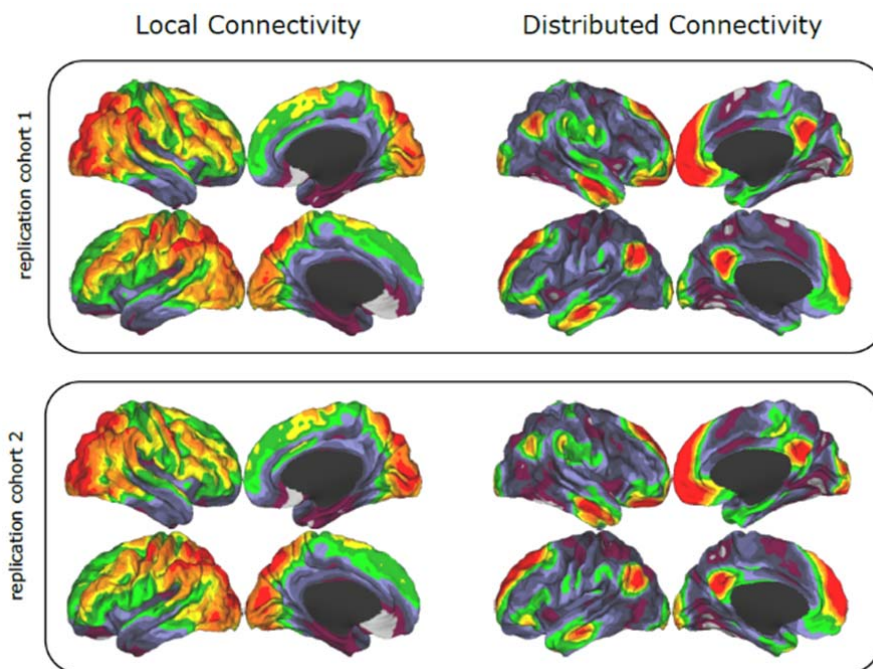 Local Connectivity
Distributed Connectivity
replication cohort 1
replication cohort 2